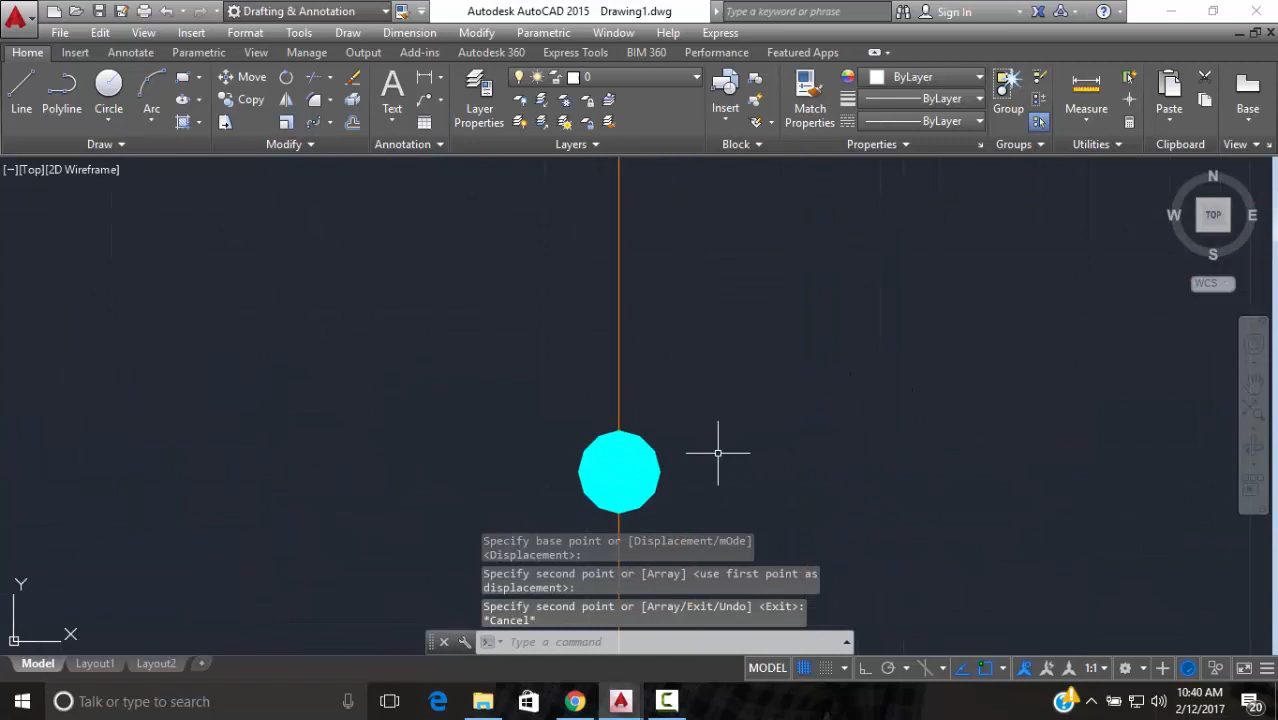 Drafting & Annotation
Autodesk AutoCAD 2015 Drawing1.dwg
Type a keyword or phrase
Sign In
File Edit View Insert Format Tools Draw Dimension Modify Parametric Window Help Express
Home Insert Annotate Parametric View Manage Output Add-ins Autodesk 360 Express Tools BIM 360 Performance Featured Apps
Line
Polyline
Circle
Arc
Move
Copy
Text
Layer
Properties
0
Insert
Match
Properties
ByLayer
ByLayer
ByLayer
Group
Measure
Paste
Base
Draw Modify Annotation Layers Block Properties Groups Utilities Clipboard View
[−][Top][2D Wireframe]
N
W TOP E
S
WCS
Specify base point or [Displacement/mOde]
<Displacement>:
Specify second point or [Array] <use first point as
displacement>:
Specify second point or [Array/Exit/Undo] <Exit>:
*Cancel*
Type a command
Y
X
Model Layout1 Layout2 +
MODEL
1:1
Talk or type to search
10:40 AM
2/12/2017
20